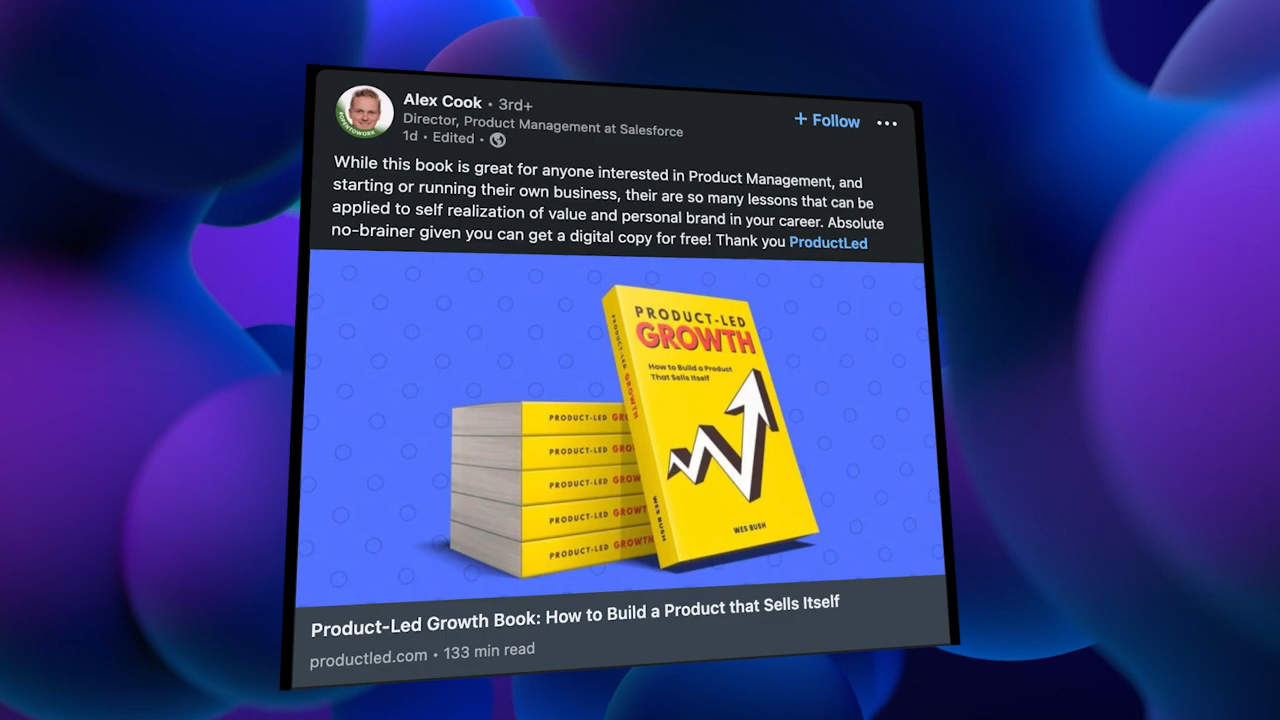 Alex Cook • 3rd+
Director, Product Management at Salesforce
1d • Edited •
+ Follow
#OPENTOWORK
While this book is great for anyone interested in Product Management, and
starting or running their own business, their are so many lessons that can be
applied to self realization of value and personal brand in your career. Absolute
no-brainer given you can get a digital copy for free! Thank you ProductLed
PRODUCT-LED
GROWTH
How to Build a Product
That Sells Itself
WES BUSH
PRODUCT-LED GROWTH
WES BUSH
PRODUCT-LED
PRODUCT-LED
PRODUCT-LED
PRODUCT-LED GROWT
PRODUCT-LED GROWTH
Product-Led Growth Book: How to Build a Product that Sells Itself
productled.com • 133 min read